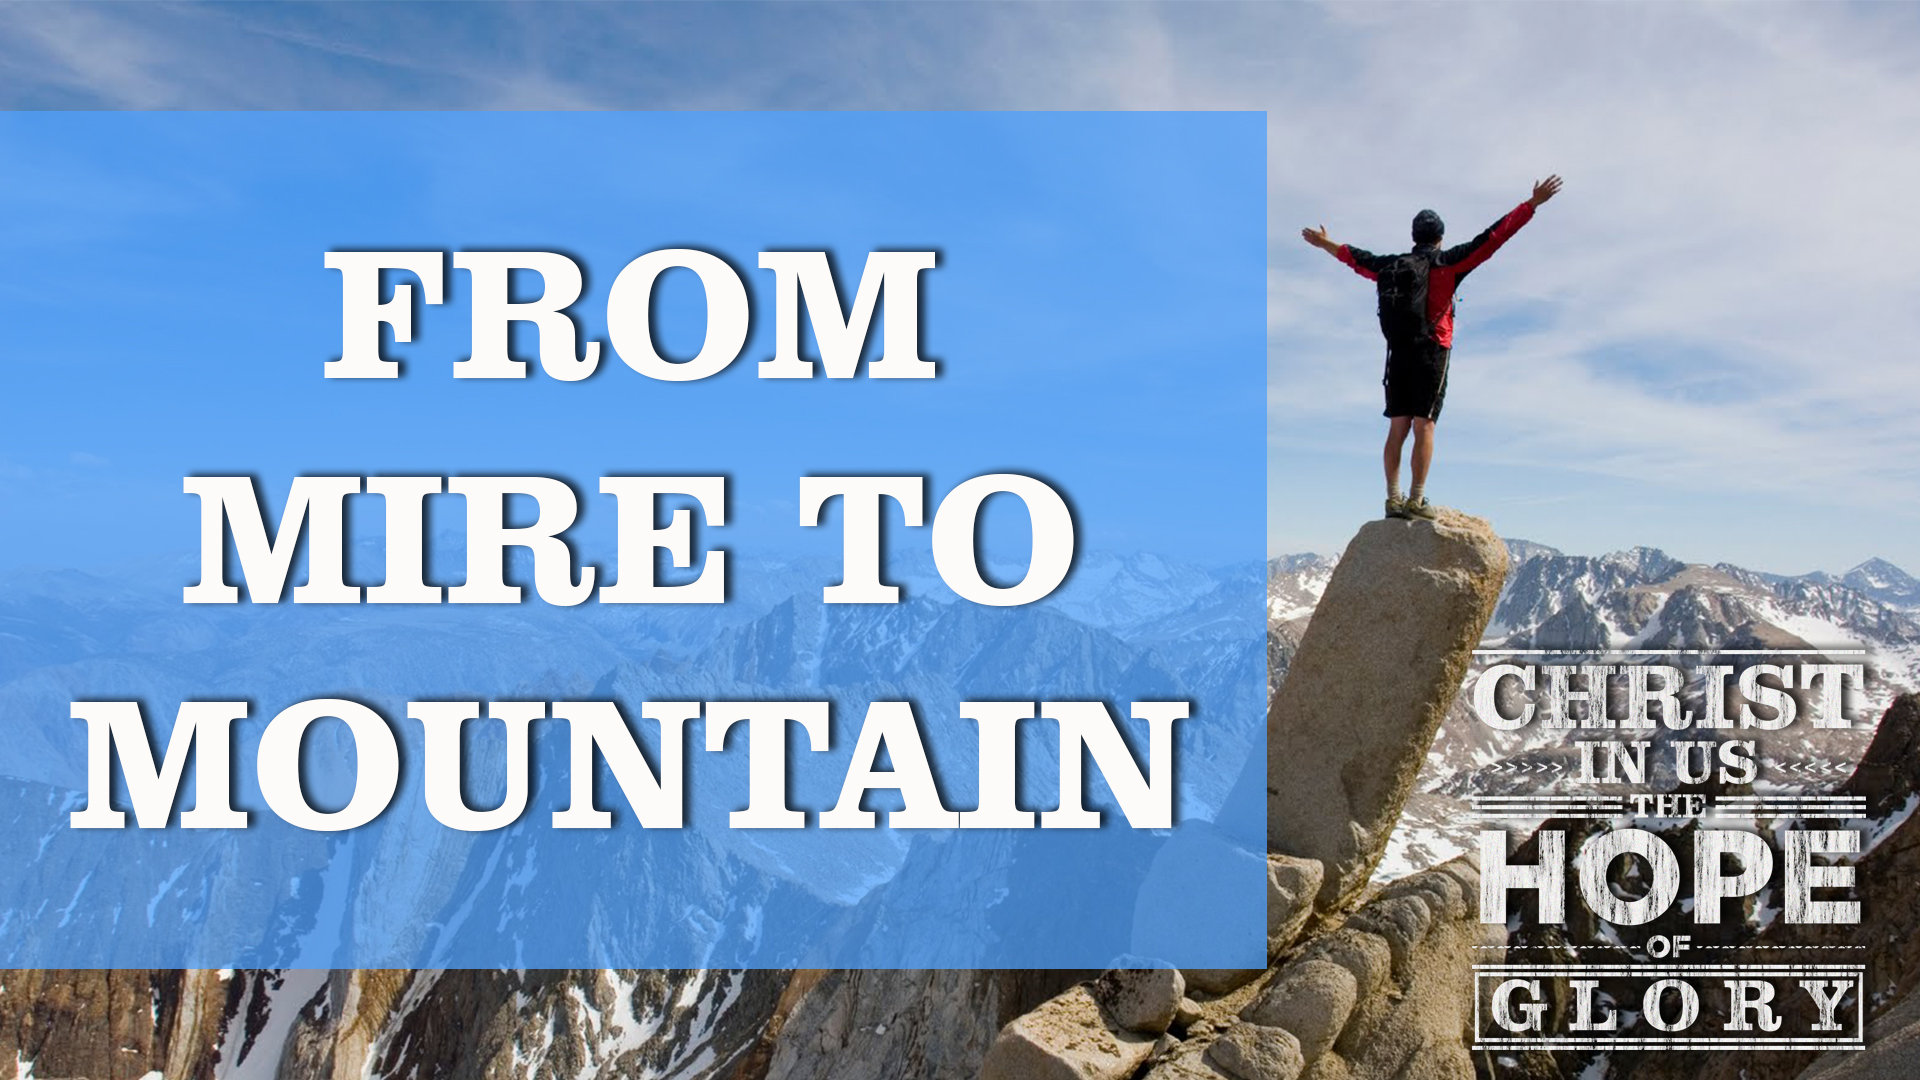 FROM
MIRE TO
MOUNTAIN
CHRIST
IN US
THE
HOPE
OF
GLORY